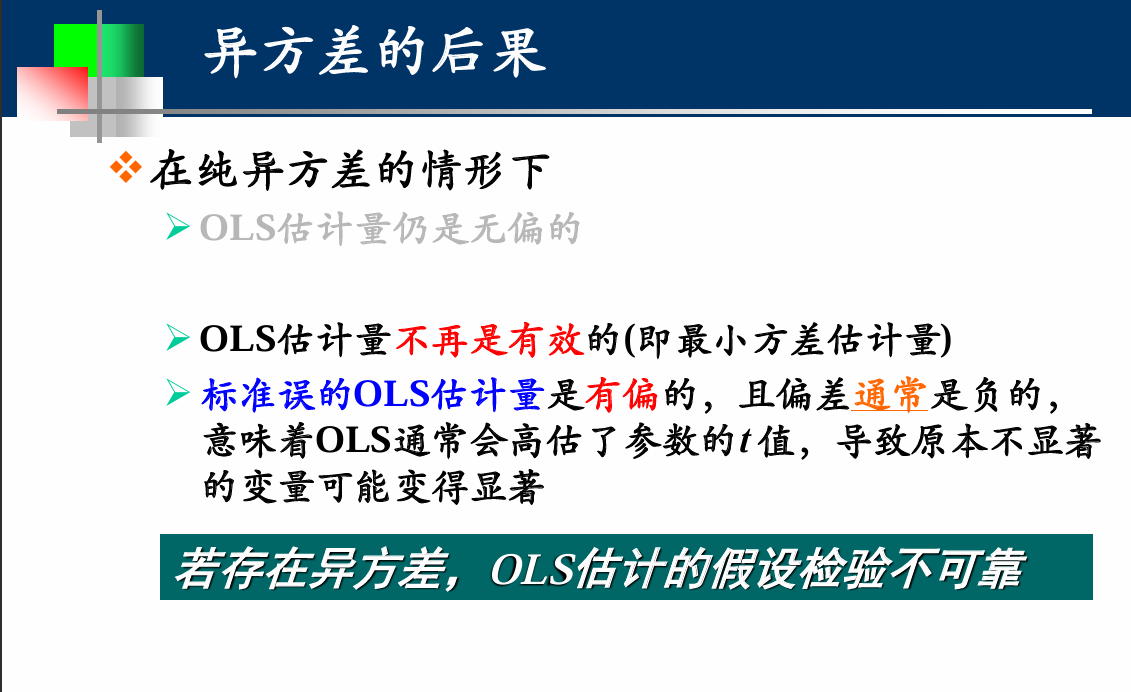 异方差的后果
在纯异方差的情形下
OLS估计量仍是无偏的
OLS估计量不再是有效的(即最小方差估计量)
标准误的OLS估计量是有偏的，且偏差通常是负的，
意味着OLS通常会高估了参数的t值，导致原本不显著
的变量可能变得显著
若存在异方差，OLS估计的假设检验不可靠